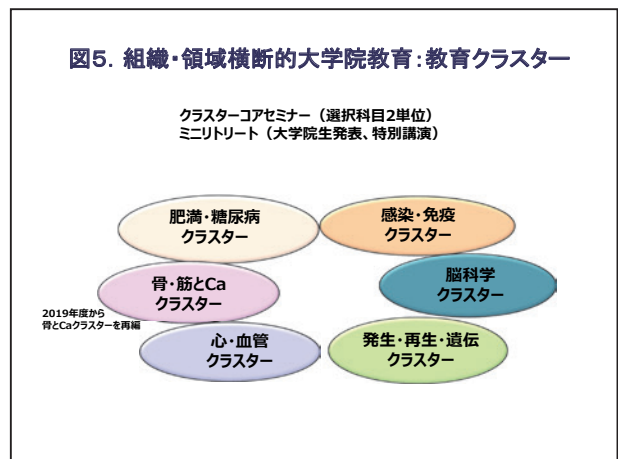 図5．組織・領域横断的大学院教育：教育クラスター
クラスターコアセミナー（選択科目2単位）
ミニリトリート（大学院生発表、特別講演）
肥満・糖尿病
クラスター
感染・免疫
クラスター
骨・筋とCa
クラスター
脳科学
クラスター
2019年度から
骨とCaクラスターを再編
心・血管
クラスター
発生・再生・遺伝
クラスター